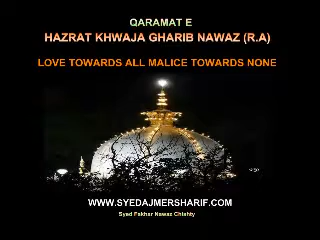 QARAMAT E
HAZRAT KHWAJA GHARIB NAWAZ (R.A)
LOVE TOWARDS ALL MALICE TOWARDS NONE
WWW.SYEDAJMERSHARIF.COM
Syed Fakhar Nawaz Chishty